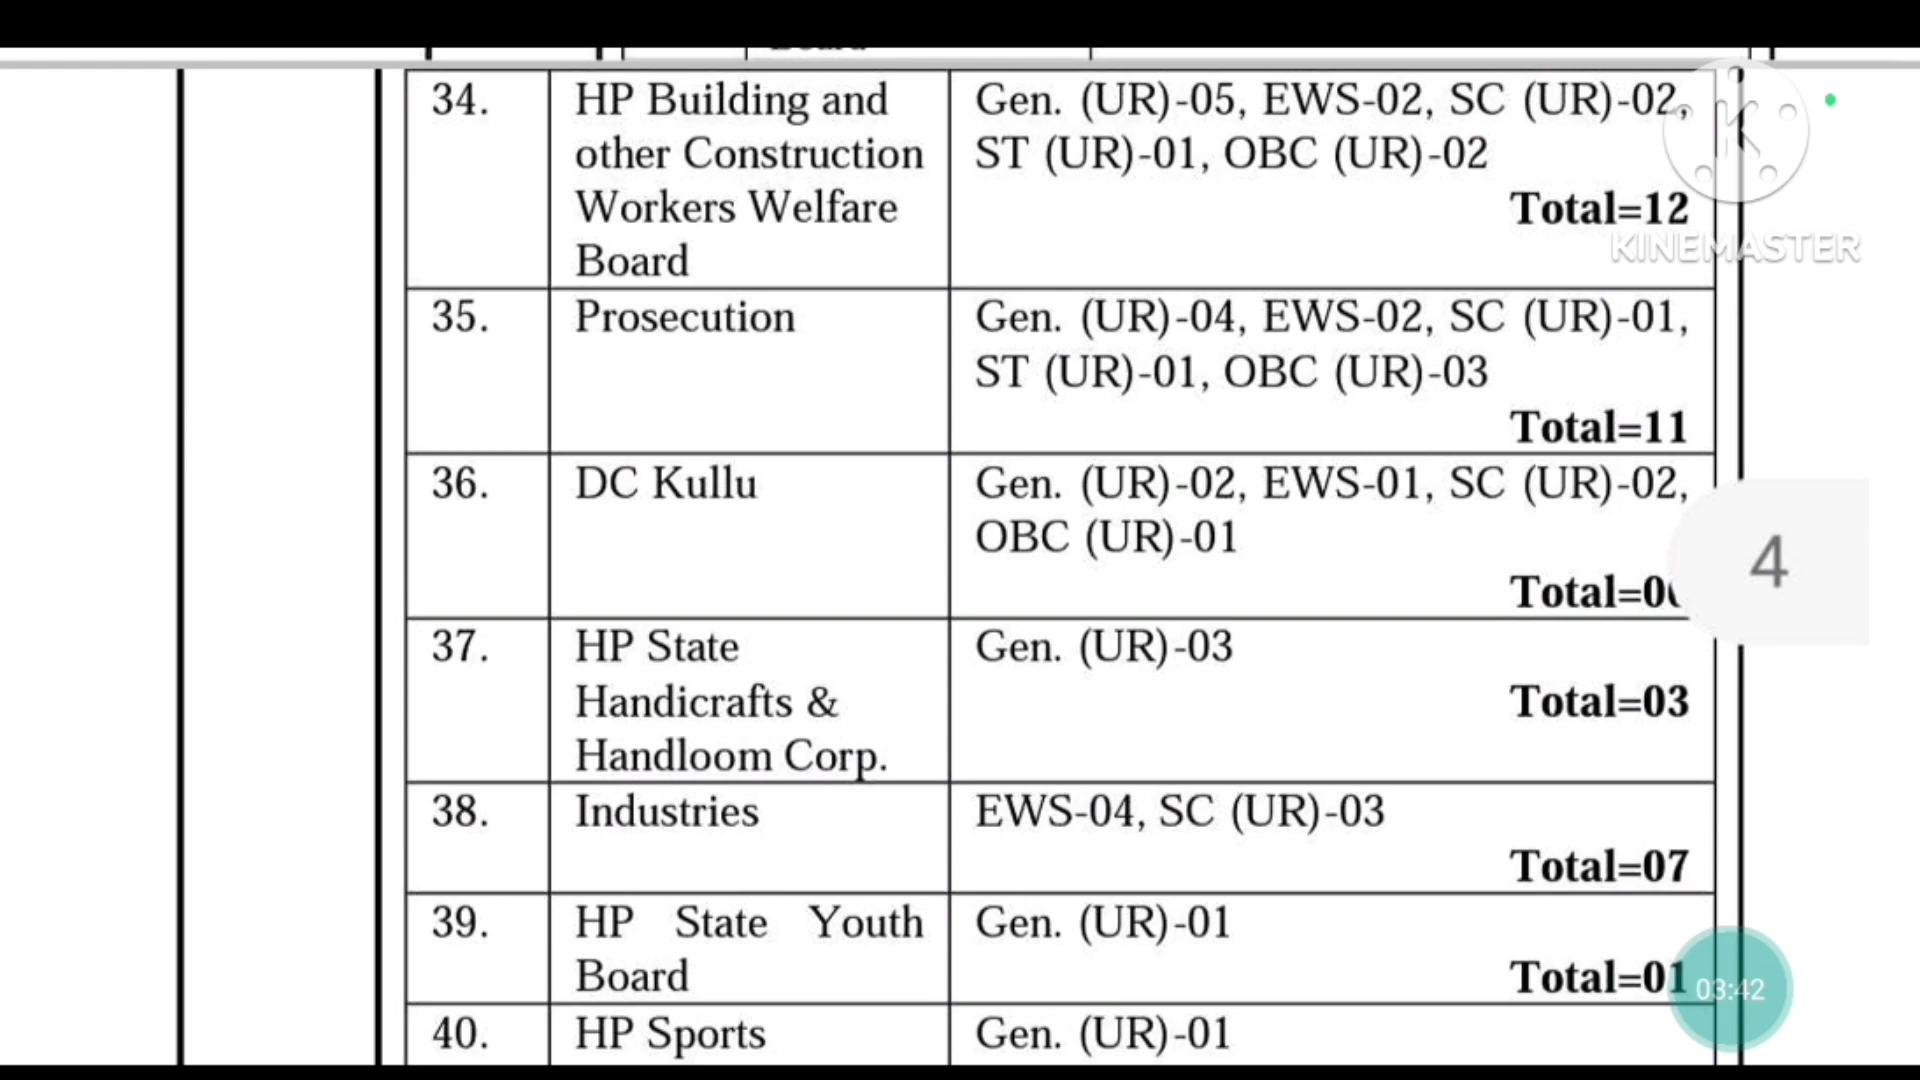 34.
HP Building and
other Construction
Workers Welfare
Board
Gen. (UR)-05, EWS-02, SC (UR)-02,
ST (UR)-01, OBC (UR)-02
Total=12
KINEMASTER
35.
Prosecution
Gen. (UR)-04, EWS-02, SC (UR)-01,
ST (UR)-01, OBC (UR)-03
Total=11
36.
DC Kullu
Gen. (UR)-02, EWS-01, SC (UR)-02,
OBC (UR)-01
4
37.
HP State
Handicrafts &
Handloom Corp.
Gen. (UR)-03
Total=03
38.
Industries
EWS-04, SC (UR)-03
Total=07
39.
HP State Youth
Board
Gen. (UR)-01
Total=01
03:42
40.
HP Sports
Gen. (UR)-01